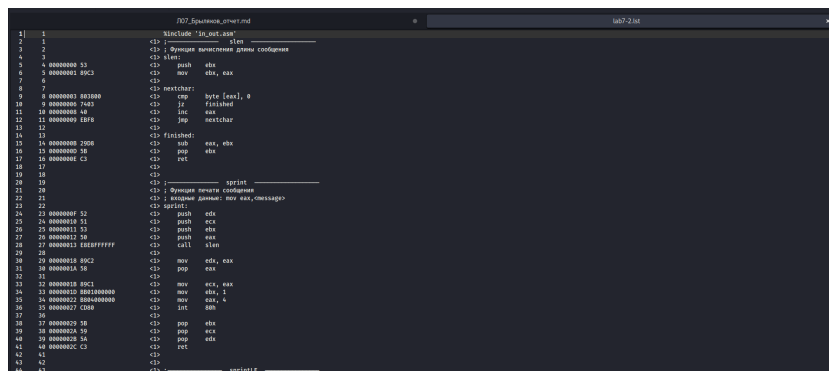 Л07_Бряляков_отчет.md lab7-2.lst
1 1 %include 'in_out.asm'
2 1 <1> ;------------------ slen ------------------
3 2 <1> ; Функция вычисления длины сообщения
4 3 <1> slen:
5 4 00000000 53 <1> push ebx
6 5 00000001 89C3 <1> mov ebx, eax
7 6 <1>
8 7 <1> nextchar:
9 8 00000003 803800 <1> cmp byte [eax], 0
10 9 00000006 7403 <1> jz finished
11 10 00000008 40 <1> inc eax
12 11 00000009 EBF8 <1> jmp nextchar
13 12 <1>
14 13 <1> finished:
15 14 0000000B 29D8 <1> sub eax, ebx
16 15 0000000D 5B <1> pop ebx
17 16 0000000E C3 <1> ret
18 17 <1>
19 18 <1>
20 19 <1> ;------------------ sprint ------------------
21 20 <1> ; Функция печати сообщения
22 21 <1> ; входные данные: mov eax,<message>
23 22 <1> sprint:
24 23 0000000F 52 <1> push edx
25 24 00000010 51 <1> push ecx
26 25 00000011 53 <1> push ebx
27 26 00000012 50 <1> push eax
28 27 00000013 E8E8FFFFFF <1> call slen
29 28 <1>
30 29 00000018 89C2 <1> mov edx, eax
31 30 0000001A 58 <1> pop eax
32 31 <1>
33 32 0000001B 89C1 <1> mov ecx, eax
34 33 0000001D BB01000000 <1> mov ebx, 1
35 34 00000022 B804000000 <1> mov eax, 4
36 35 00000027 CD80 <1> int 80h
37 36 <1>
38 37 00000029 5B <1> pop ebx
39 38 0000002A 59 <1> pop ecx
40 39 0000002B 5A <1> pop edx
41 40 0000002C C3 <1> ret
42 41 <1>
43 42 <1>
44 43 <1> ;------------------ sprintLF ------------------